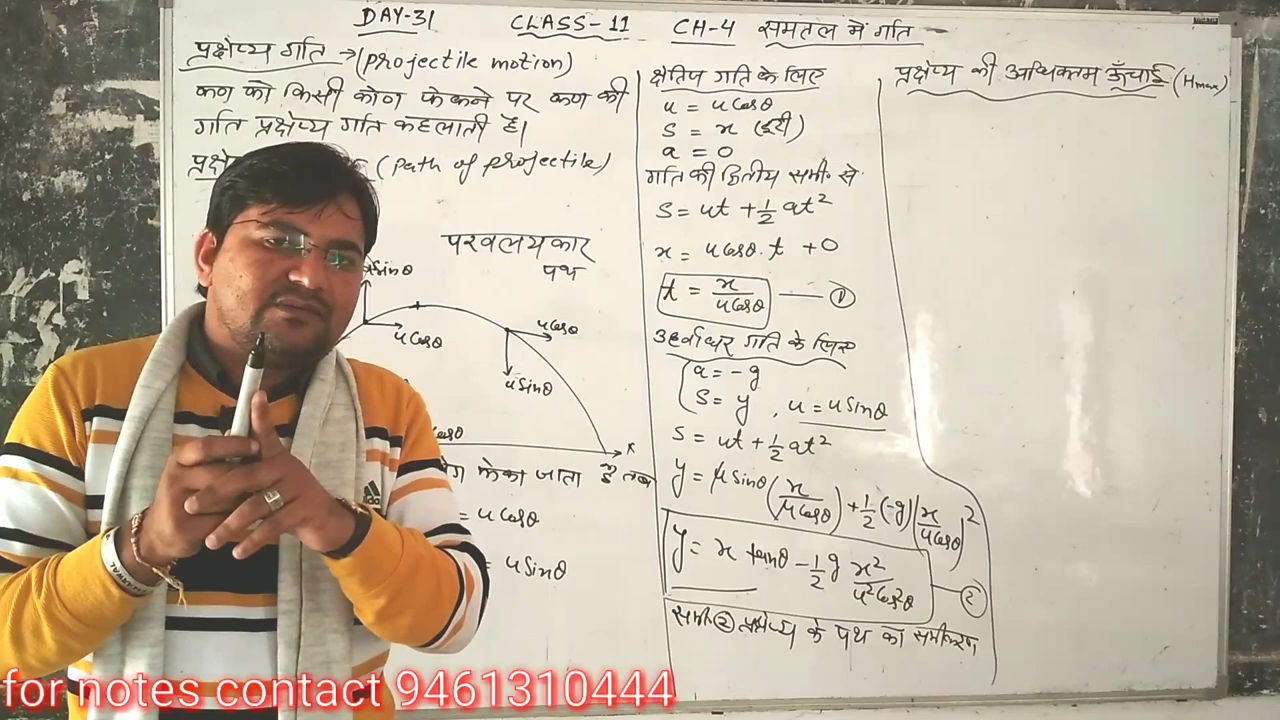 DAY-31 CLASS-11 CH-4 समतल में गति
प्रक्षेप्य गति → (projectile motion)
कण को किसी कोण फेकने पर कण की
गति प्रक्षेप्य गति कहलाती है।
(Path of projectile)
परवलयकार
पथ
uSinθ
uCosθ
uCosθ
uSinθ
x
Cosθ
फेका जाता है तब
= uCosθ
= uSinθ
क्षैतिज गति के लिए
u = uCosθ
S = x (दूरी)
a = 0
गति की द्वितीय समी. से
S = ut + 1/2 at²
x = uCosθ.t + 0
t = x/uCosθ — ①
उर्ध्वाधर गति के लिए
a = -g
S = y , u = uSinθ
S = ut + 1/2 at²
y = uSinθ (x/uCosθ) + 1/2 (-g) (x/uCosθ)²
y = x tanθ - 1/2 g x²/u²Cos²θ — ②
समी. ② प्रक्षेप्य के पथ का समीकरण
प्रक्षेप्य की अधिकतम ऊँचाई (Hmax)
adidas
for notes contact 9461310444